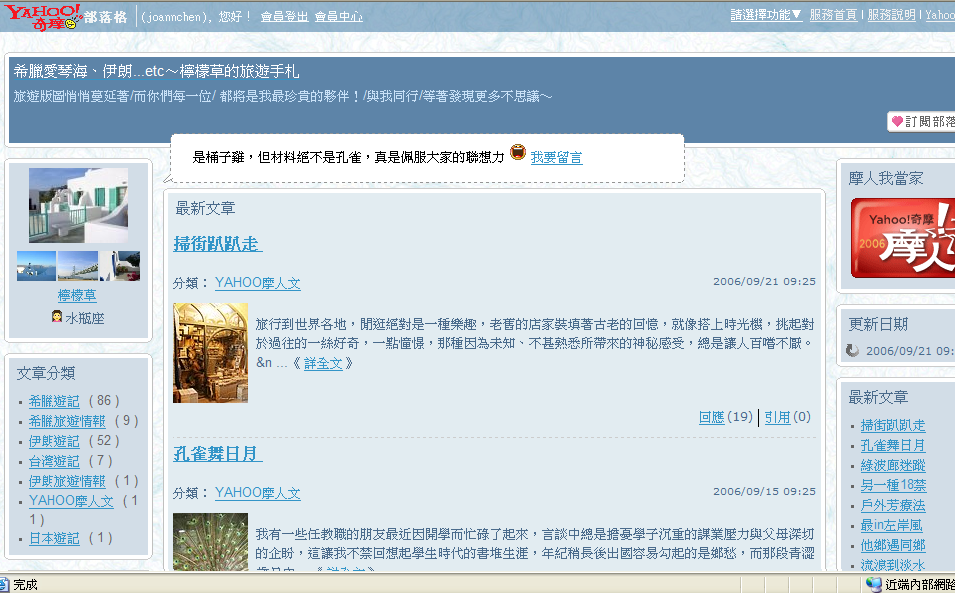 YAHOO! 奇摩 部落格 (joannchen), 您好! 會員登出 會員中心 請選擇功能▼ 服務首頁 | 服務說明 | Yahoo
希臘愛琴海、伊朗...etc～檸檬草的旅遊手札
旅遊版圖悄悄蔓延著/而你們每一位/ 都將是我最珍貴的夥伴！/與我同行/等著發現更多不思議～
訂閱部落
是桶子雞，但材料絕不是孔雀，真是佩服大家的聯想力 我要留言
檸檬草
水瓶座
文章分類
希臘遊記 ( 86 )
希臘旅遊情報 ( 9 )
伊朗遊記 ( 52 )
台灣遊記 ( 7 )
伊朗旅遊情報 ( 1 )
YAHOO摩人文 ( 1
1 )
日本遊記 ( 1 )
最新文章
掃街趴趴走
分類： YAHOO摩人文 2006/09/21 09:25
旅行到世界各地，閒逛絕對是一種樂趣，老舊的店家裝填著古老的回憶，就像搭上時光機，挑起對
於過往的一絲好奇，一點憧憬，那種因為未知、不甚熟悉所帶來的神秘感受，總是讓人百嚐不厭。
&n ...《 詳全文 》
回應(19) | 引用(0)
孔雀舞日月
分類： YAHOO摩人文 2006/09/15 09:25
我有一些任教職的朋友最近因開學而忙碌了起來，言談中總是擔憂學子沉重的課業壓力與父母深切
的企盼，這讓我不禁回想起學生時代的書堆生涯，年紀稍長後出國容易勾起的是鄉愁，而那段青澀
摩人我當家
Yahoo!奇摩
2006 摩人
更新日期
2006/09/21 09:
最新文章
掃街趴趴走
孔雀舞日月
綠波廊迷蹤
另一種18禁
戶外芳療法
最in左岸風
他鄉遇同鄉
流浪到淡水
完成
近端內部網路